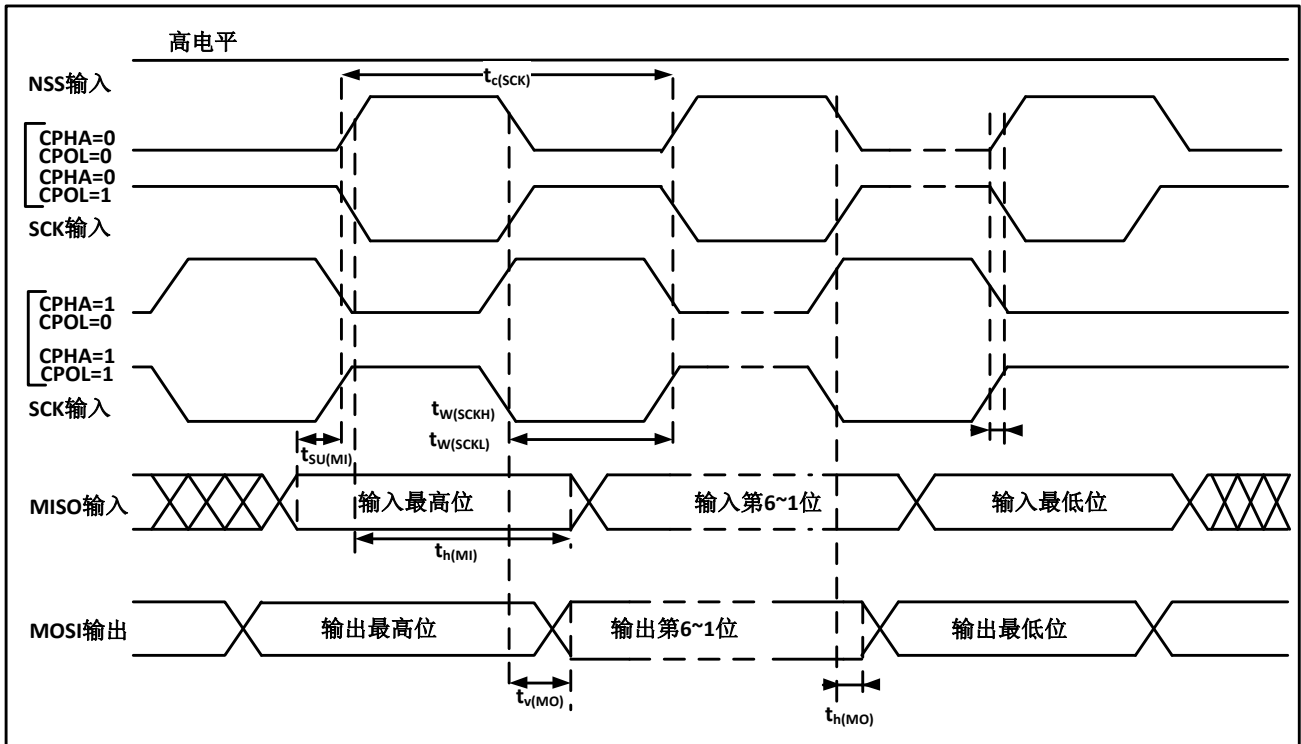 高电平
NSS输入
tc(SCK)
CPHA=0
CPOL=0
CPHA=0
CPOL=1
SCK输入
CPHA=1
CPOL=0
CPHA=1
CPOL=1
SCK输入
tW(SCKH)
tW(SCKL)
tSU(MI)
MISO输入
输入最高位
输入第6~1位
输入最低位
th(MI)
MOSI输出
输出最高位
输出第6~1位
输出最低位
tv(MO)
th(MO)